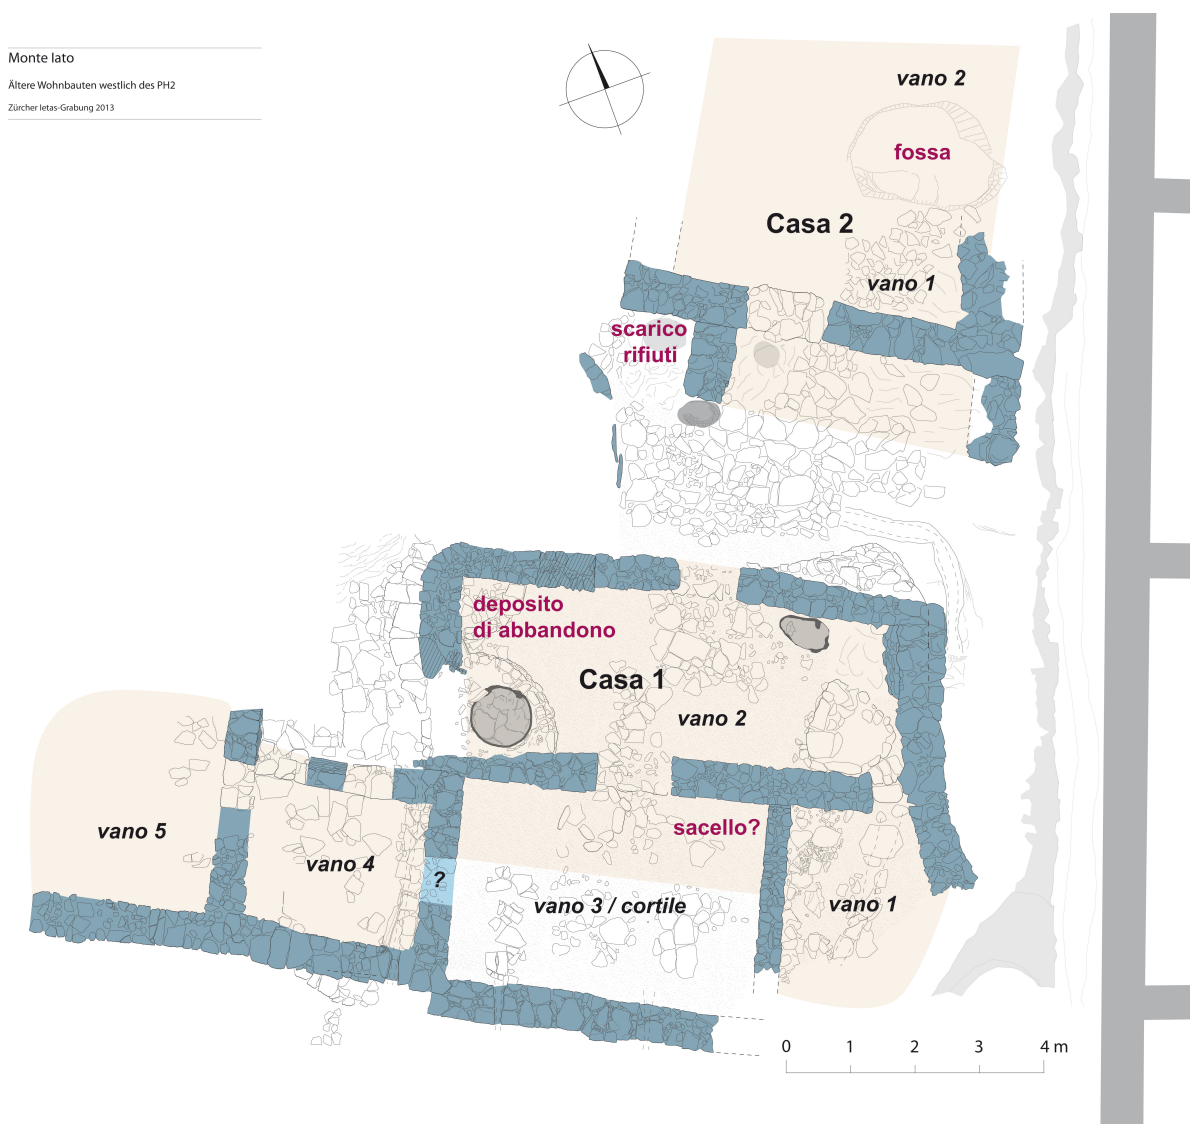 Monte Iato
Ältere Wohnbauten westlich des PH2
Zürcher Ietas-Grabung 2013
vano 2
fossa
Casa 2
vano 1
scarico
rifiuti
deposito
di abbandono
Casa 1
vano 2
sacello?
vano 5
vano 4
?
vano 3 / cortile
vano 1
0 1 2 3 4 m